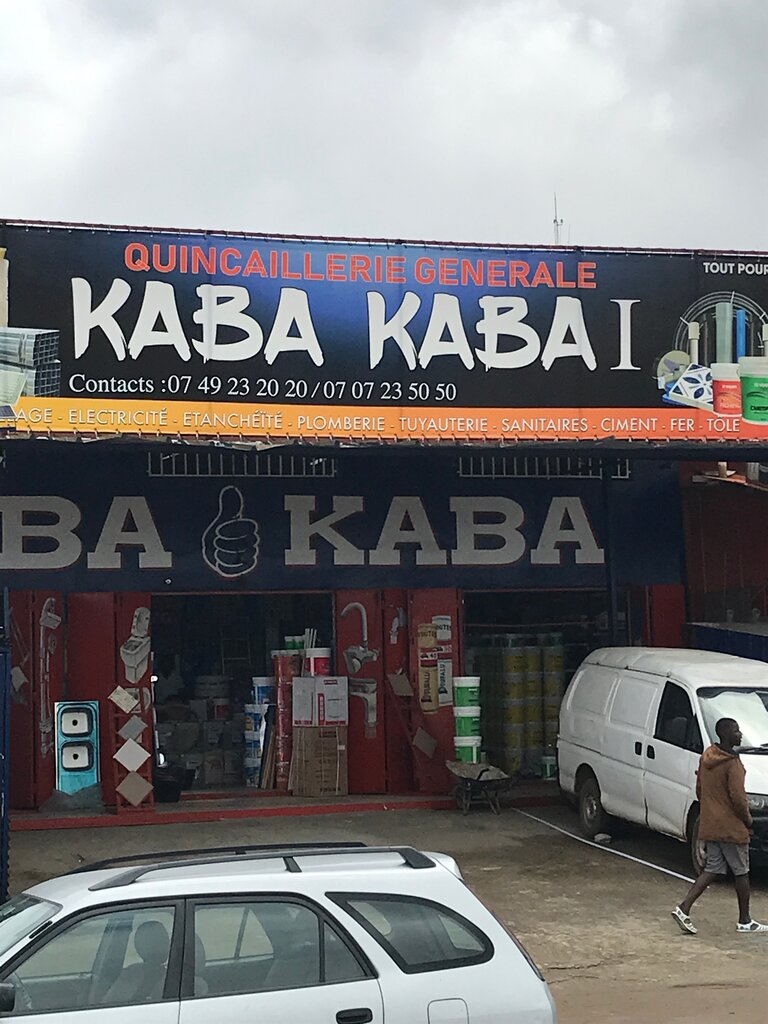 QUINCAILLERIE GENERALE
TOUT POUR
KABA KABA I
Contacts : 07 49 23 20 20 / 07 07 23 50 50
AGE - ELECTRICITÉ - ETANCHÉÏTÉ - PLOMBERIE - TUYAUTERIE - SANITAIRES - CIMENT - FER - TOLE
BA KABA